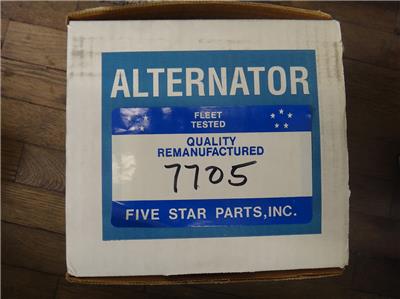 ALTERNATOR
FLEET
TESTED
QUALITY
REMANUFACTURED
7705
FIVE STAR PARTS, INC.